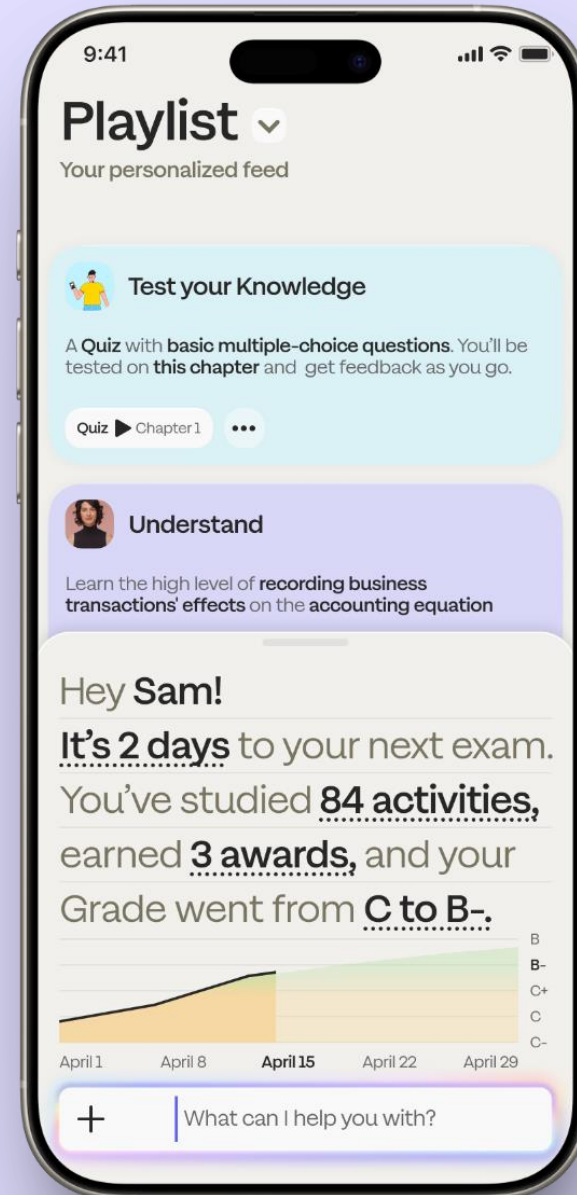 9:41
Playlist
Your personalized feed
Test your Knowledge
A Quiz with basic multiple-choice questions. You'll be
tested on this chapter and get feedback as you go.
Quiz ▶ Chapter 1 •••
Understand
Learn the high level of recording business
transactions' effects on the accounting equation
Hey Sam!
It's 2 days to your next exam.
You've studied 84 activities,
earned 3 awards, and your
Grade went from C to B-.
B
B-
C+
C
C-
April 1 April 8 April 15 April 22 April 29
+ What can I help you with?